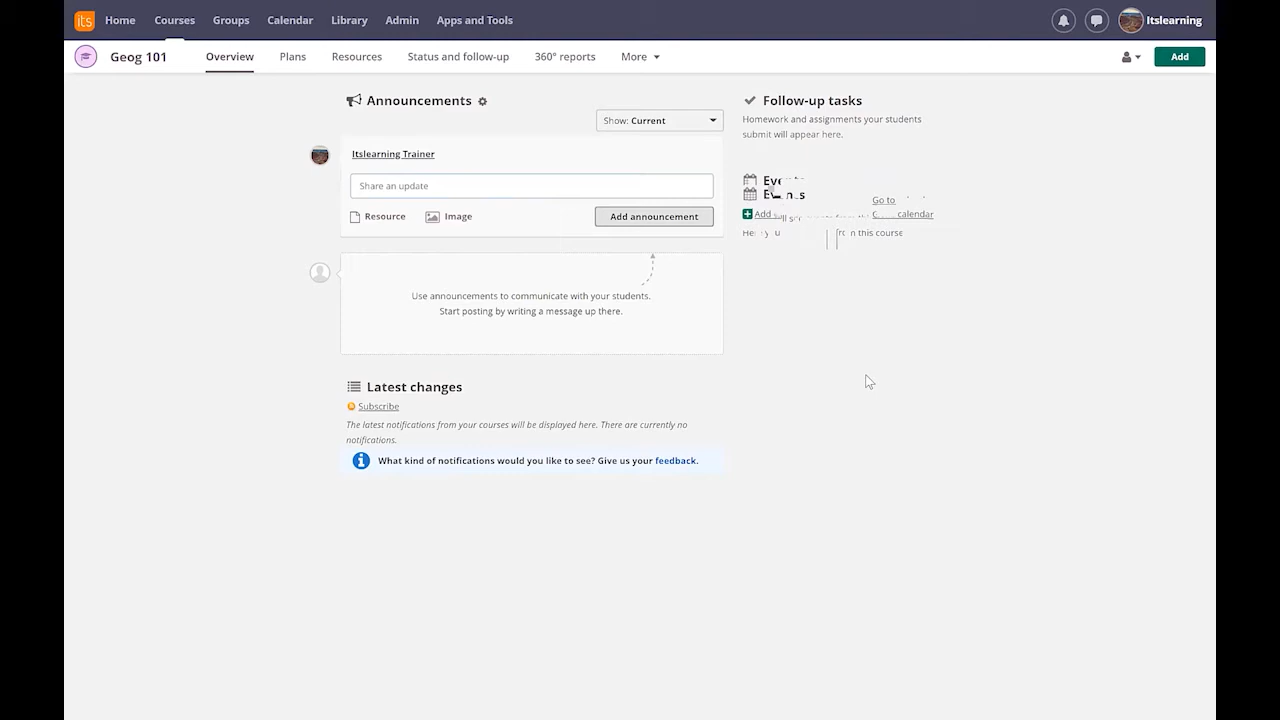 its Home Courses Groups Calendar Library Admin Apps and Tools Itslearning
Geog 101 Overview Plans Resources Status and follow-up 360° reports More Add
Announcements
Show: Current
Itslearning Trainer
Share an update
Resource Image Add announcement
Use announcements to communicate with your students.
Start posting by writing a message up there.
Latest changes
Subscribe
The latest notifications from your courses will be displayed here. There are currently no
notifications.
What kind of notifications would you like to see? Give us your feedback.
Follow-up tasks
Homework and assignments your students
submit will appear here.
Go to
Add calendar
this course